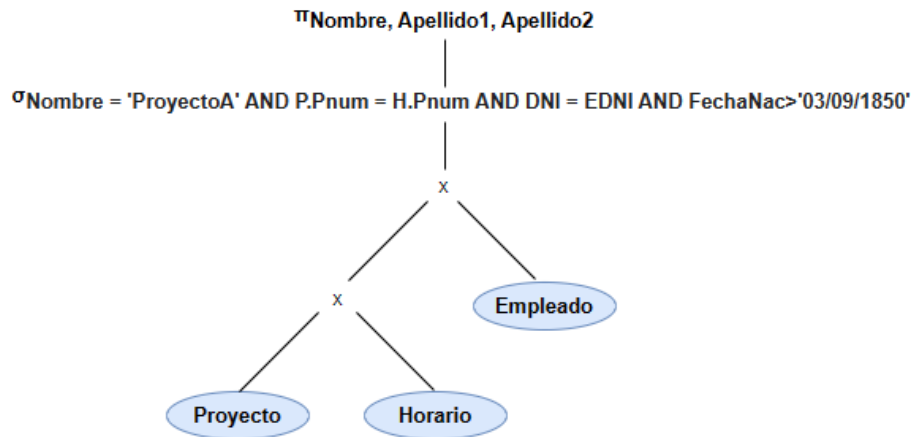 πNombre, Apellido1, Apellido2
σNombre = 'ProyectoA' AND P.Pnum = H.Pnum AND DNI = EDNI AND FechaNac>'03/09/1850'
X
X
Empleado
Proyecto Horario